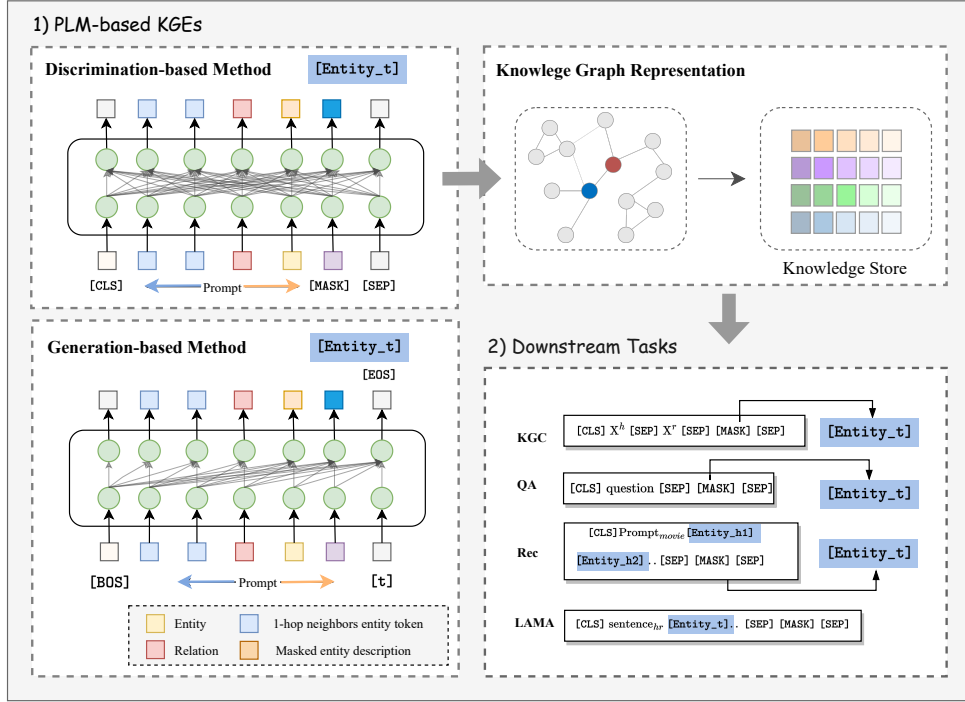 1) PLM-based KGEs
Discrimination-based Method
[Entity_t]
[CLS]
Prompt
[MASK]
[SEP]
Knowlege Graph Representation
Knowledge Store
Generation-based Method
[Entity_t]
[EOS]
[BOS]
Prompt
[t]
Entity
1-hop neighbors entity token
Relation
Masked entity description
2) Downstream Tasks
KGC
[CLS] X^h [SEP] X^r [SEP] [MASK] [SEP]
[Entity_t]
QA
[CLS] question [SEP] [MASK] [SEP]
[Entity_t]
Rec
[CLS]Prompt_movie [Entity_h1]
[Entity_h2].. [SEP] [MASK] [SEP]
[Entity_t]
LAMA
[CLS] sentence_hr [Entity_t].. [SEP] [MASK] [SEP]